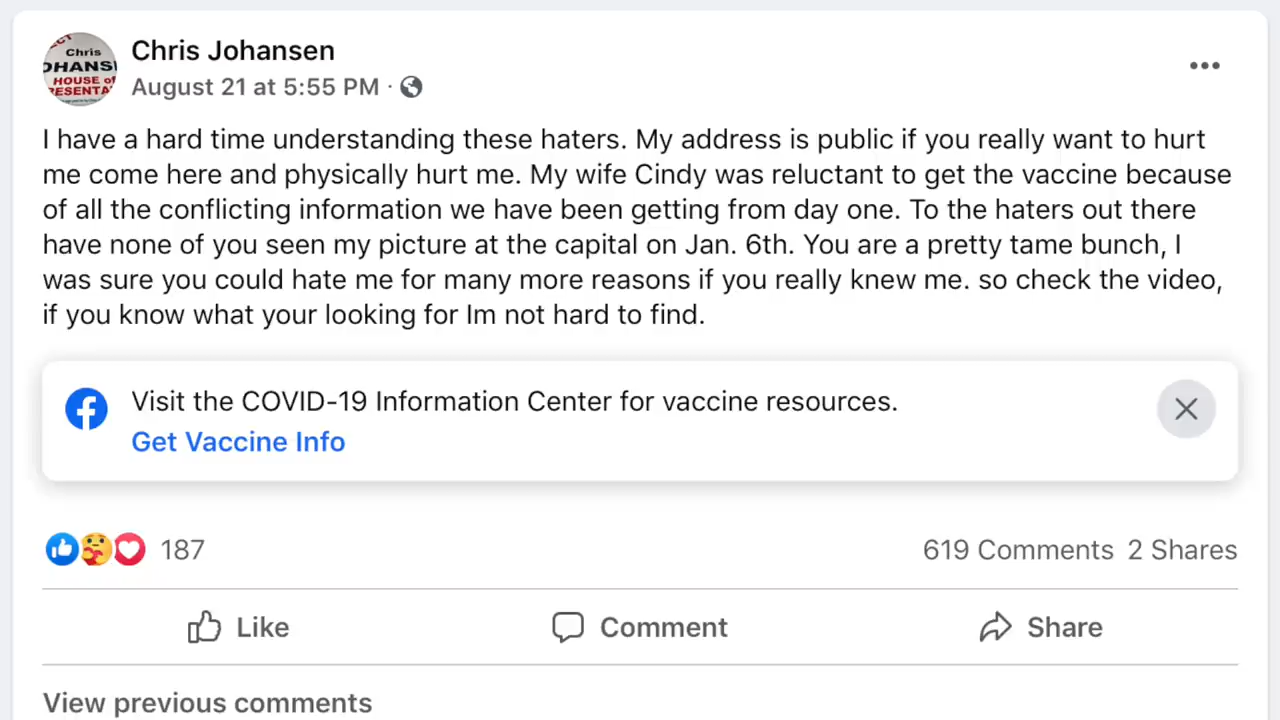 Chris Johansen
August 21 at 5:55 PM ·
CT
Chris
OHANS
HOUSE of
ESENTA
I have a hard time understanding these haters. My address is public if you really want to hurt
me come here and physically hurt me. My wife Cindy was reluctant to get the vaccine because
of all the conflicting information we have been getting from day one. To the haters out there
have none of you seen my picture at the capital on Jan. 6th. You are a pretty tame bunch, I
was sure you could hate me for many more reasons if you really knew me. so check the video,
if you know what your looking for Im not hard to find.
Visit the COVID-19 Information Center for vaccine resources.
Get Vaccine Info
187
619 Comments 2 Shares
Like Comment Share
View previous comments